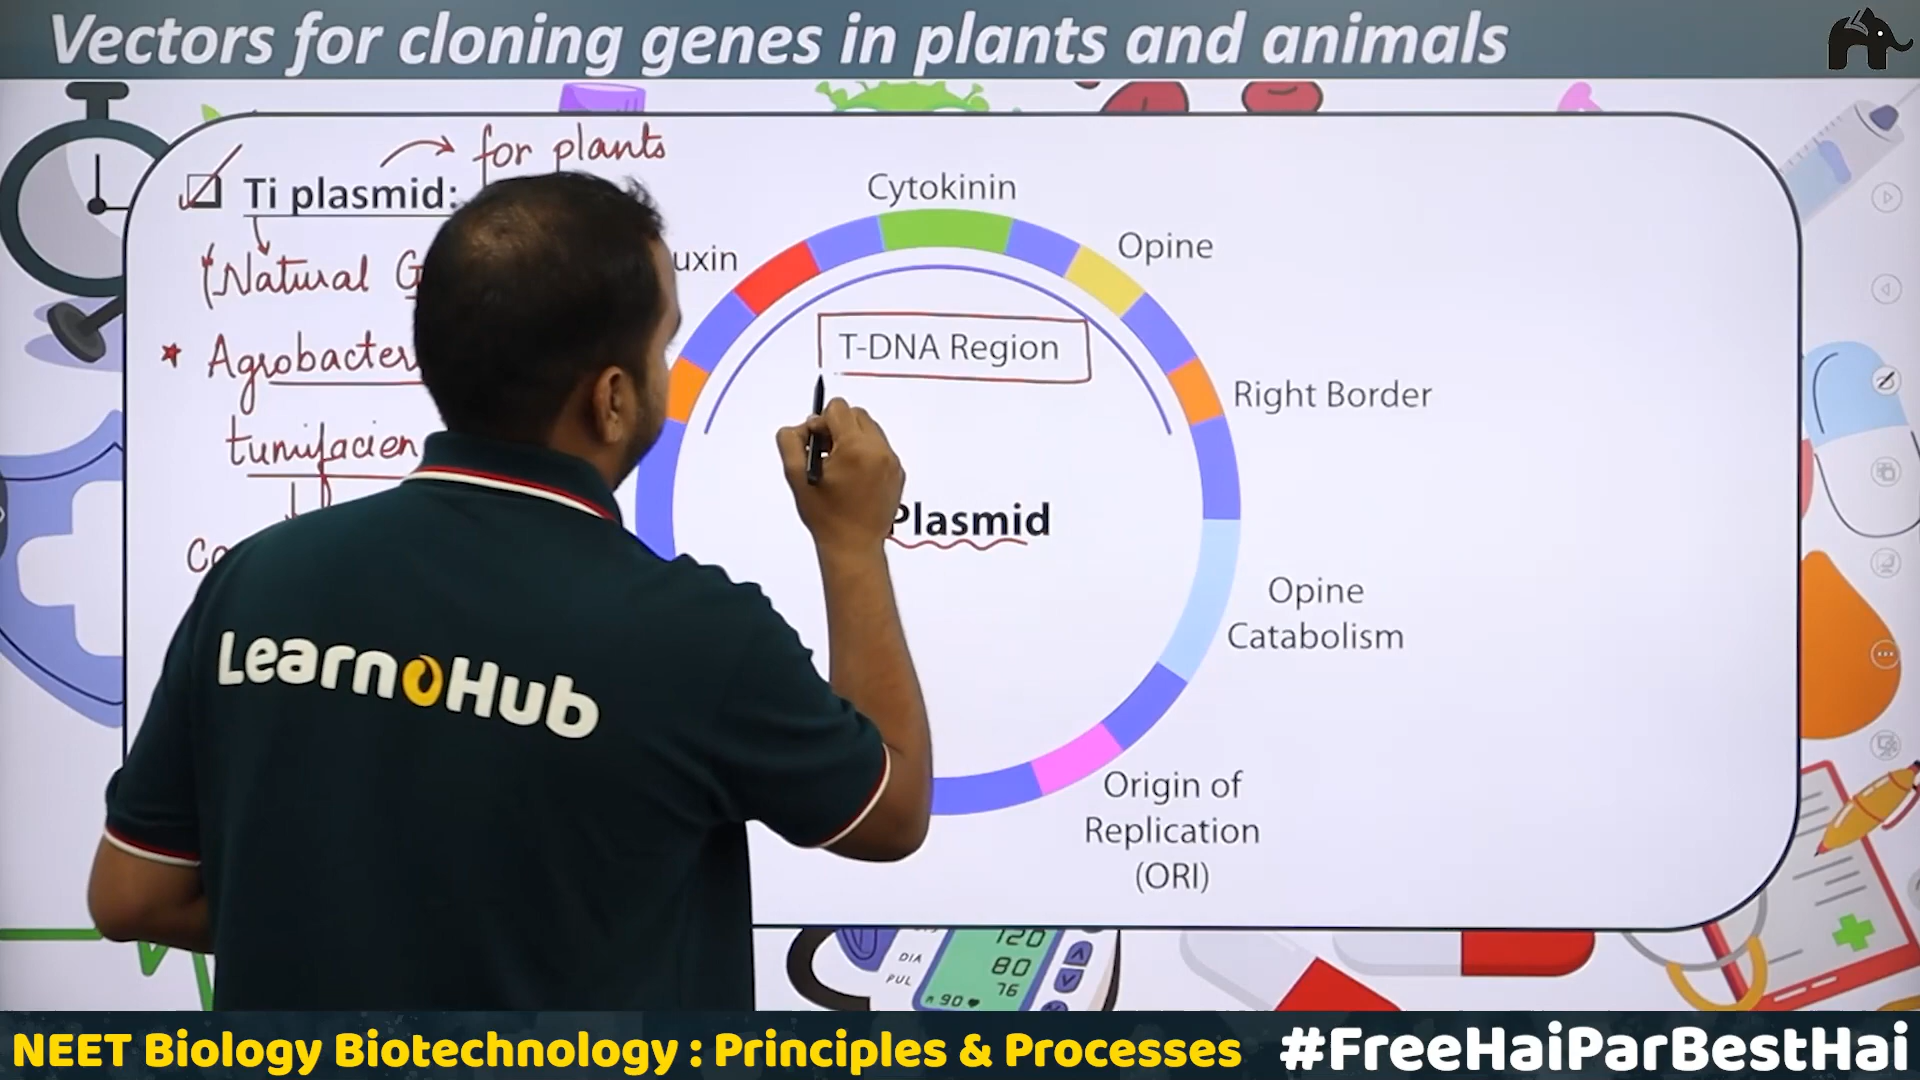 Vectors for cloning genes in plants and animals
for plants
Ti plasmid:
Cytokinin
Opine
uxin
(Natural G
T-DNA Region
Agrobacter
Right Border
tumifacien
Plasmid
Co
Opine
Catabolism
LearnoHub
Origin of
Replication
(ORI)
120
DIA
80
PUL
76
90
NEET Biology Biotechnology : Principles & Processes
#FreeHaiParBestHai